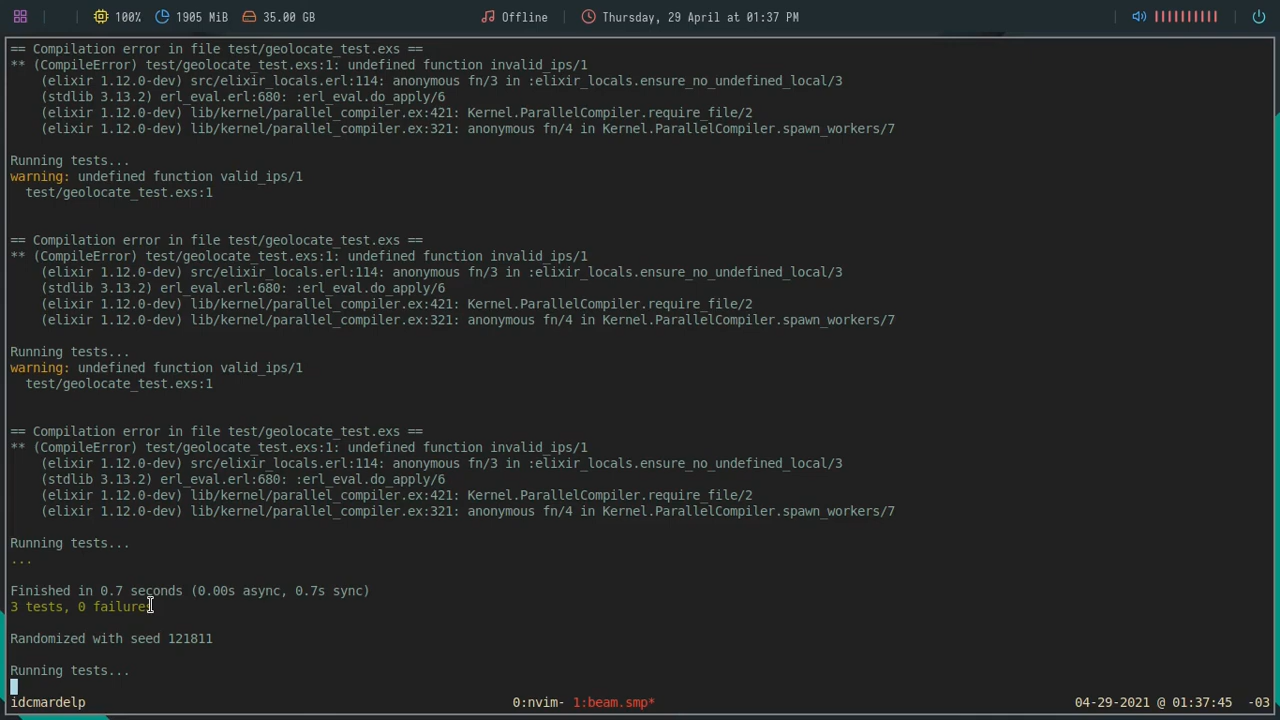 100% 1905 MiB 35.00 GB Offline Thursday, 29 April at 01:37 PM
== Compilation error in file test/geolocate_test.exs ==
** (CompileError) test/geolocate_test.exs:1: undefined function invalid_ips/1
    (elixir 1.12.0-dev) src/elixir_locals.erl:114: anonymous fn/3 in :elixir_locals.ensure_no_undefined_local/3
    (stdlib 3.13.2) erl_eval.erl:680: :erl_eval.do_apply/6
    (elixir 1.12.0-dev) lib/kernel/parallel_compiler.ex:421: Kernel.ParallelCompiler.require_file/2
    (elixir 1.12.0-dev) lib/kernel/parallel_compiler.ex:321: anonymous fn/4 in Kernel.ParallelCompiler.spawn_workers/7
Running tests...
warning: undefined function valid_ips/1
  test/geolocate_test.exs:1
== Compilation error in file test/geolocate_test.exs ==
** (CompileError) test/geolocate_test.exs:1: undefined function invalid_ips/1
    (elixir 1.12.0-dev) src/elixir_locals.erl:114: anonymous fn/3 in :elixir_locals.ensure_no_undefined_local/3
    (stdlib 3.13.2) erl_eval.erl:680: :erl_eval.do_apply/6
    (elixir 1.12.0-dev) lib/kernel/parallel_compiler.ex:421: Kernel.ParallelCompiler.require_file/2
    (elixir 1.12.0-dev) lib/kernel/parallel_compiler.ex:321: anonymous fn/4 in Kernel.ParallelCompiler.spawn_workers/7
Running tests...
warning: undefined function valid_ips/1
  test/geolocate_test.exs:1
== Compilation error in file test/geolocate_test.exs ==
** (CompileError) test/geolocate_test.exs:1: undefined function invalid_ips/1
    (elixir 1.12.0-dev) src/elixir_locals.erl:114: anonymous fn/3 in :elixir_locals.ensure_no_undefined_local/3
    (stdlib 3.13.2) erl_eval.erl:680: :erl_eval.do_apply/6
    (elixir 1.12.0-dev) lib/kernel/parallel_compiler.ex:421: Kernel.ParallelCompiler.require_file/2
    (elixir 1.12.0-dev) lib/kernel/parallel_compiler.ex:321: anonymous fn/4 in Kernel.ParallelCompiler.spawn_workers/7
Running tests...
...
Finished in 0.7 seconds (0.00s async, 0.7s sync)
3 tests, 0 failures
Randomized with seed 121811
Running tests...
idcmardelp 0:nvim- 1:beam.smp* 04-29-2021 @ 01:37:45 -03